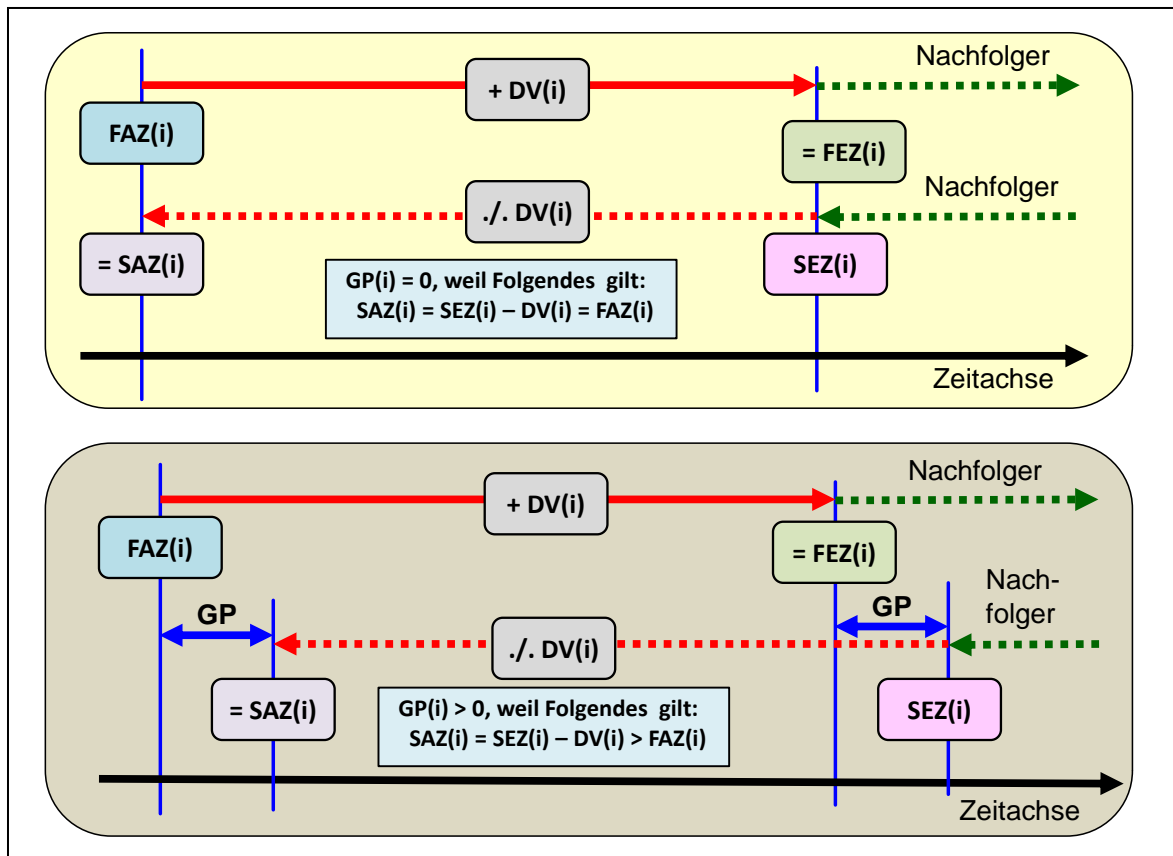 Nachfolger
+ DV(i)
FAZ(i)
= FEZ(i)
Nachfolger
./. DV(i)
= SAZ(i)
SEZ(i)
GP(i) = 0, weil Folgendes gilt:
SAZ(i) = SEZ(i) – DV(i) = FAZ(i)
Zeitachse
Nachfolger
+ DV(i)
FAZ(i)
= FEZ(i)
Nach-
folger
GP
GP
./. DV(i)
= SAZ(i)
SEZ(i)
GP(i) > 0, weil Folgendes gilt:
SAZ(i) = SEZ(i) – DV(i) > FAZ(i)
Zeitachse